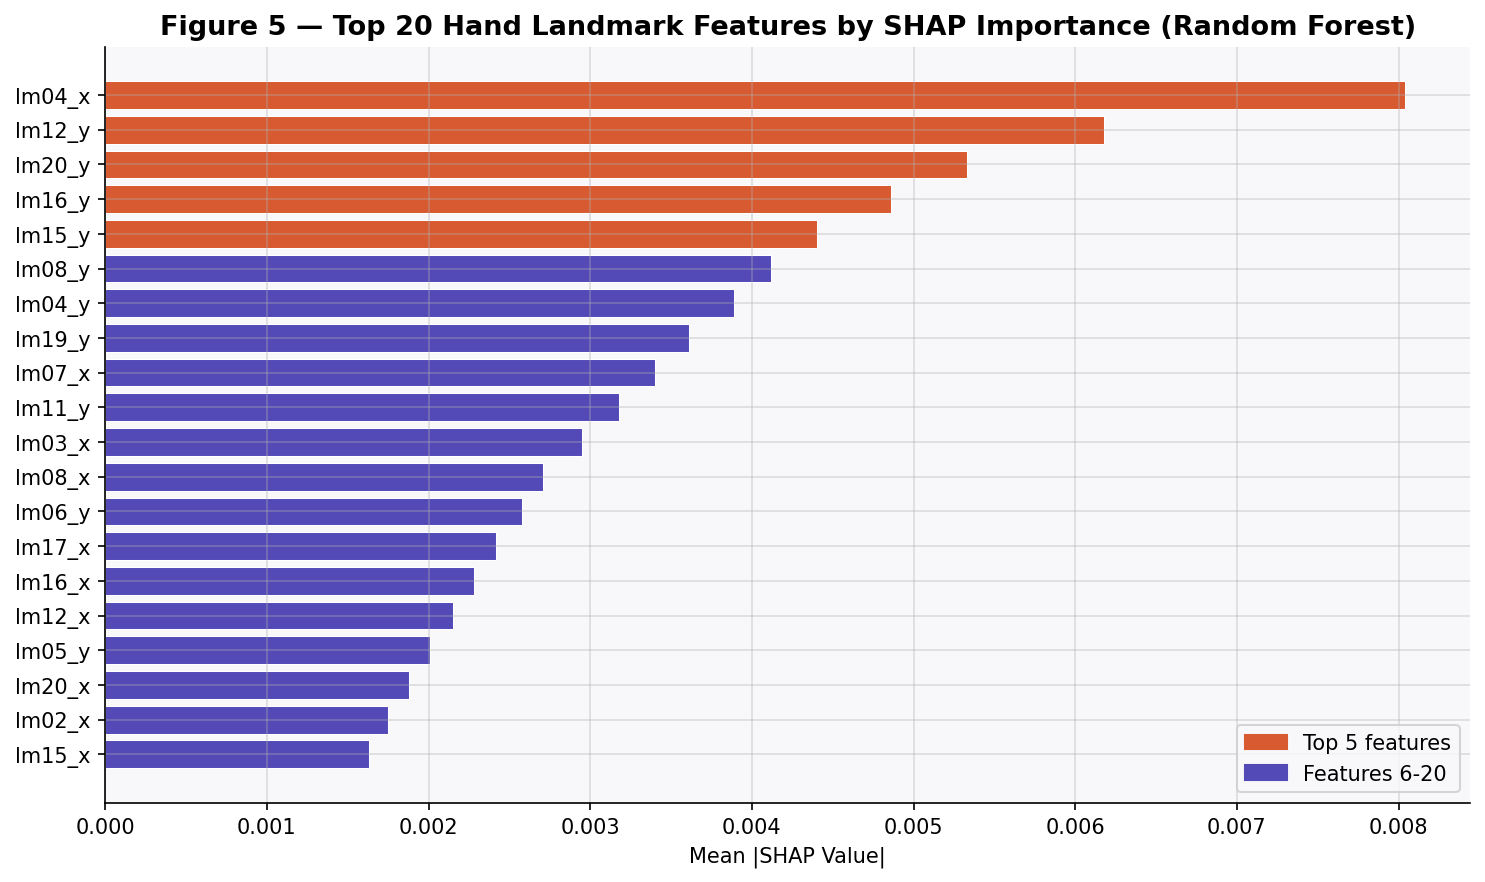 Figure 5 — Top 20 Hand Landmark Features by SHAP Importance (Random Forest)
lm04_x
lm12_y
lm20_y
lm16_y
lm15_y
lm08_y
lm04_y
lm19_y
lm07_x
lm11_y
lm03_x
lm08_x
lm06_y
lm17_x
lm16_x
lm12_x
lm05_y
lm20_x
lm02_x
lm15_x
Top 5 features
Features 6-20
0.000 0.001 0.002 0.003 0.004 0.005 0.006 0.007 0.008
Mean |SHAP Value|